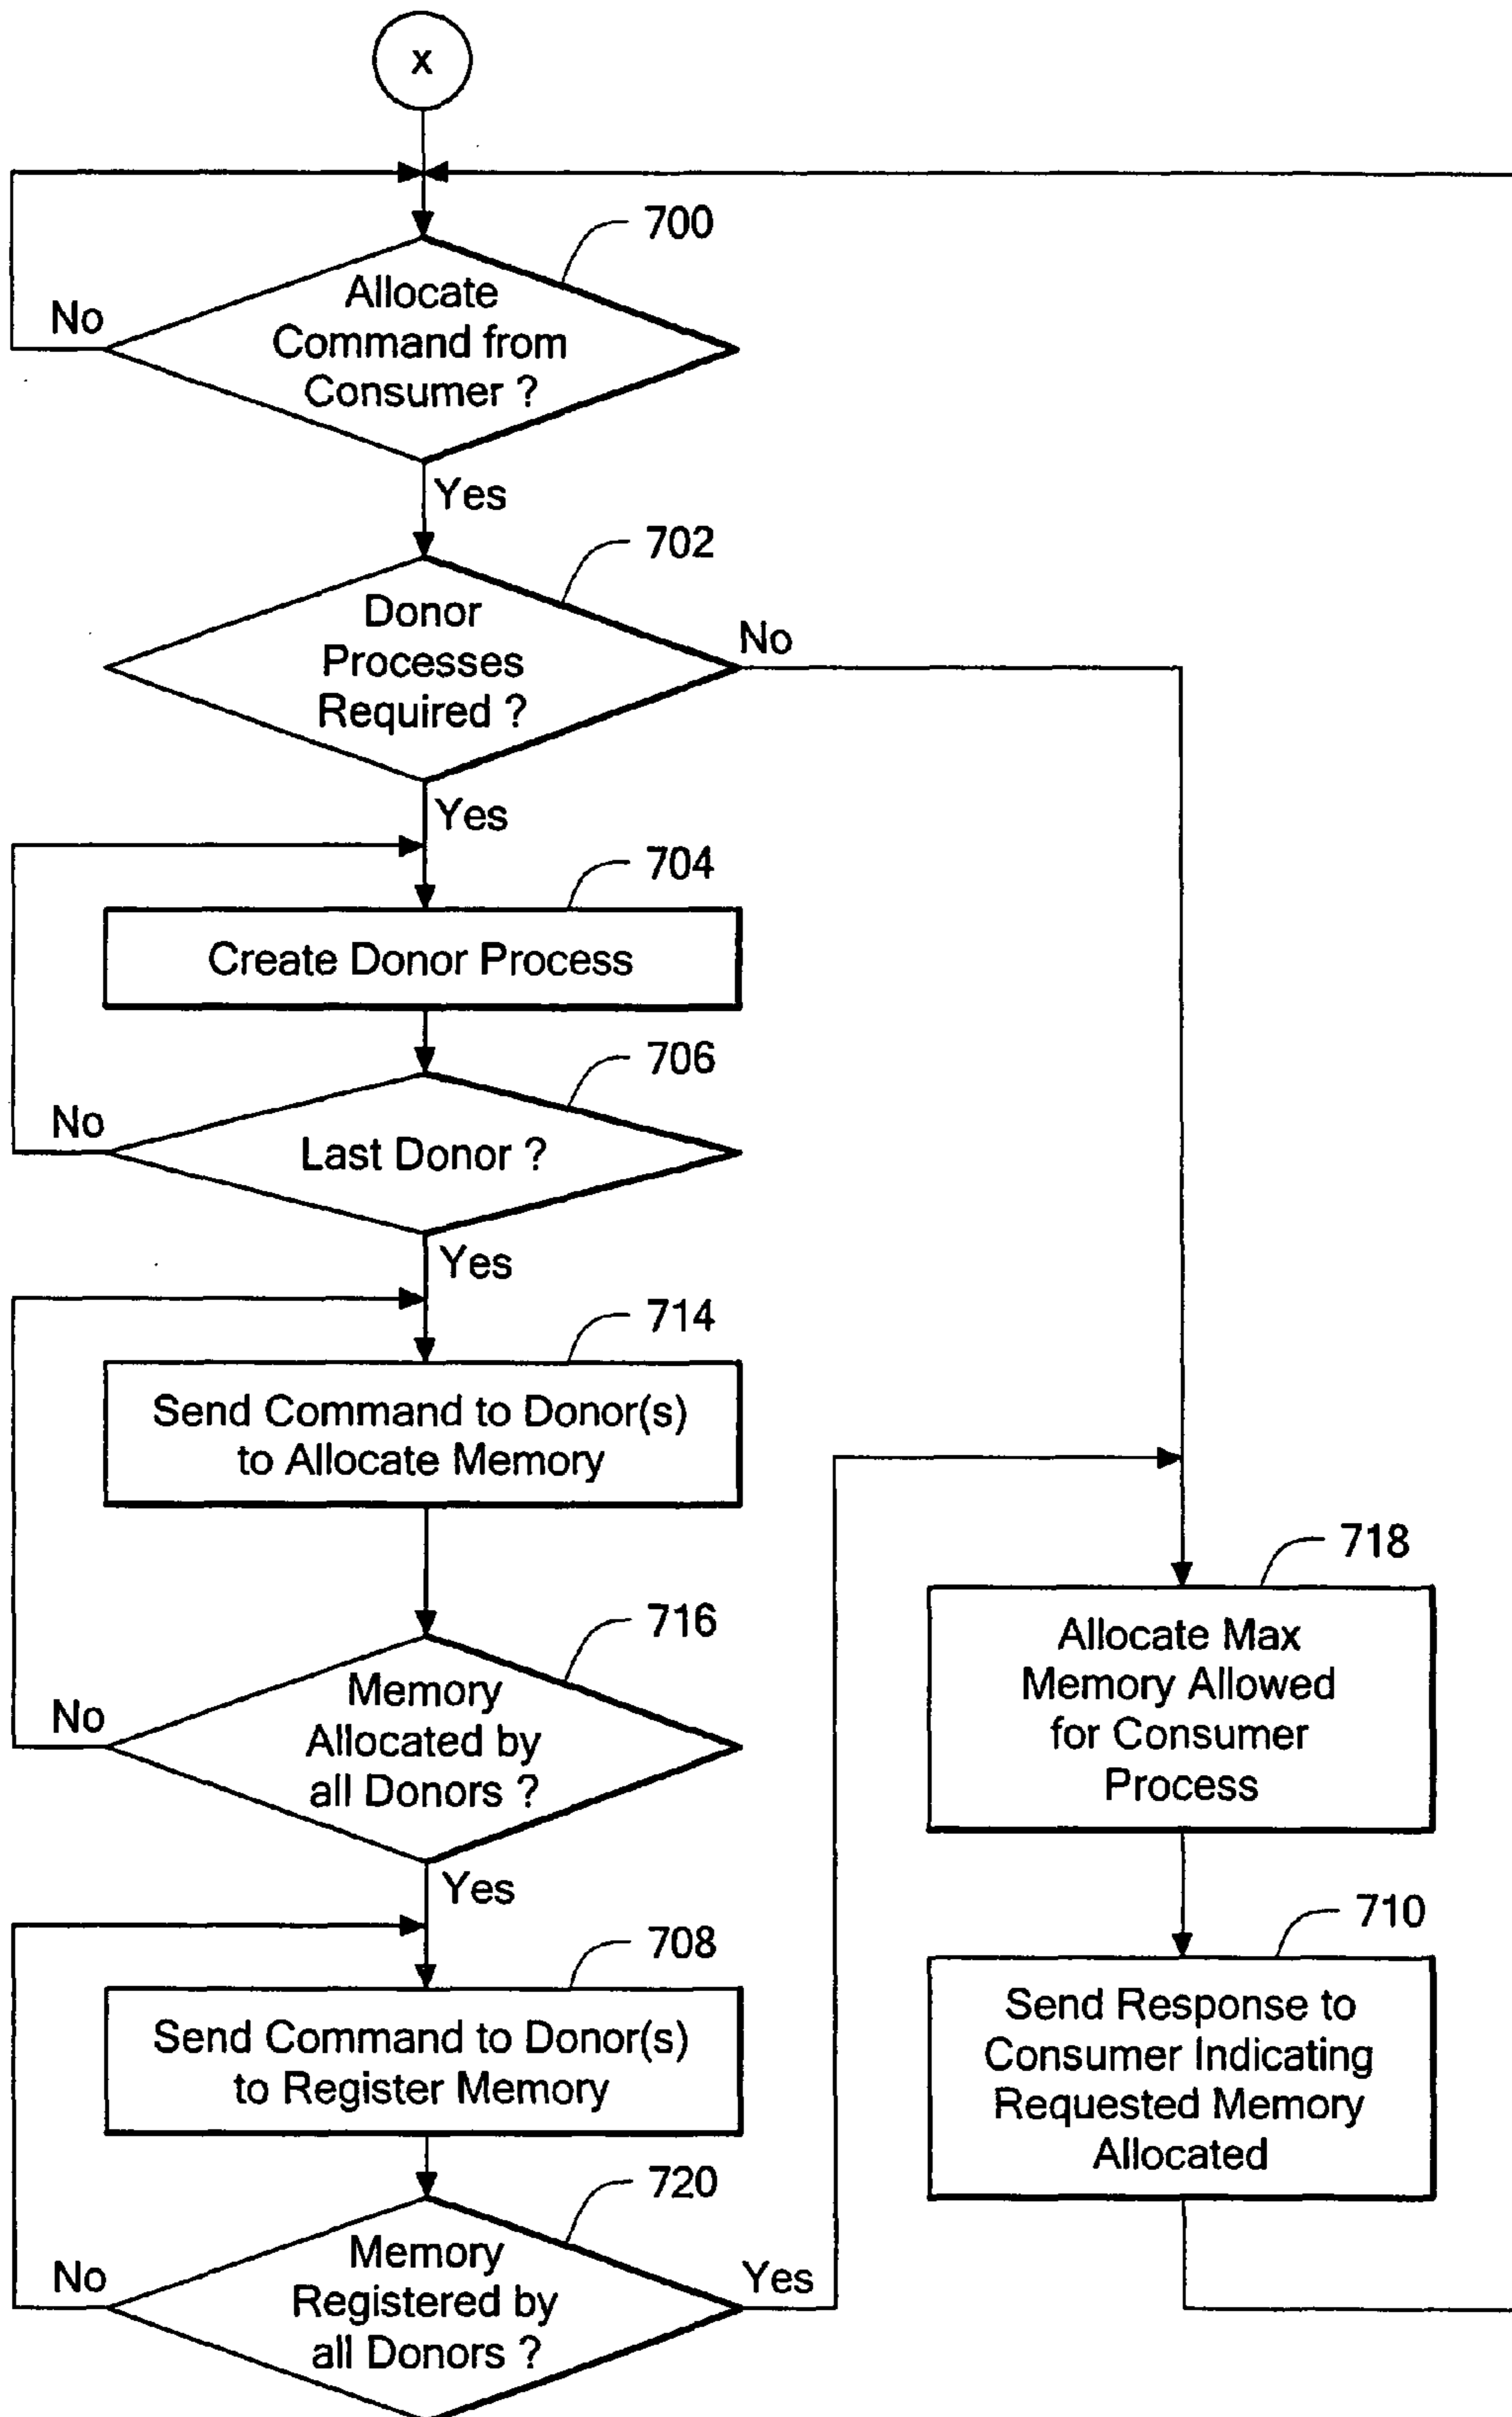 x
700
Allocate
Command from
Consumer ?
No
Yes
702
Donor
Processes
Required ?
No
Yes
704
Create Donor Process
706
Last Donor ?
No
Yes
714
Send Command to Donor(s)
to Allocate Memory
716
Memory
Allocated by
all Donors ?
No
Yes
708
Send Command to Donor(s)
to Register Memory
720
Memory
Registered by
all Donors ?
No
Yes
718
Allocate Max
Memory Allowed
for Consumer
Process
710
Send Response to
Consumer Indicating
Requested Memory
Allocated